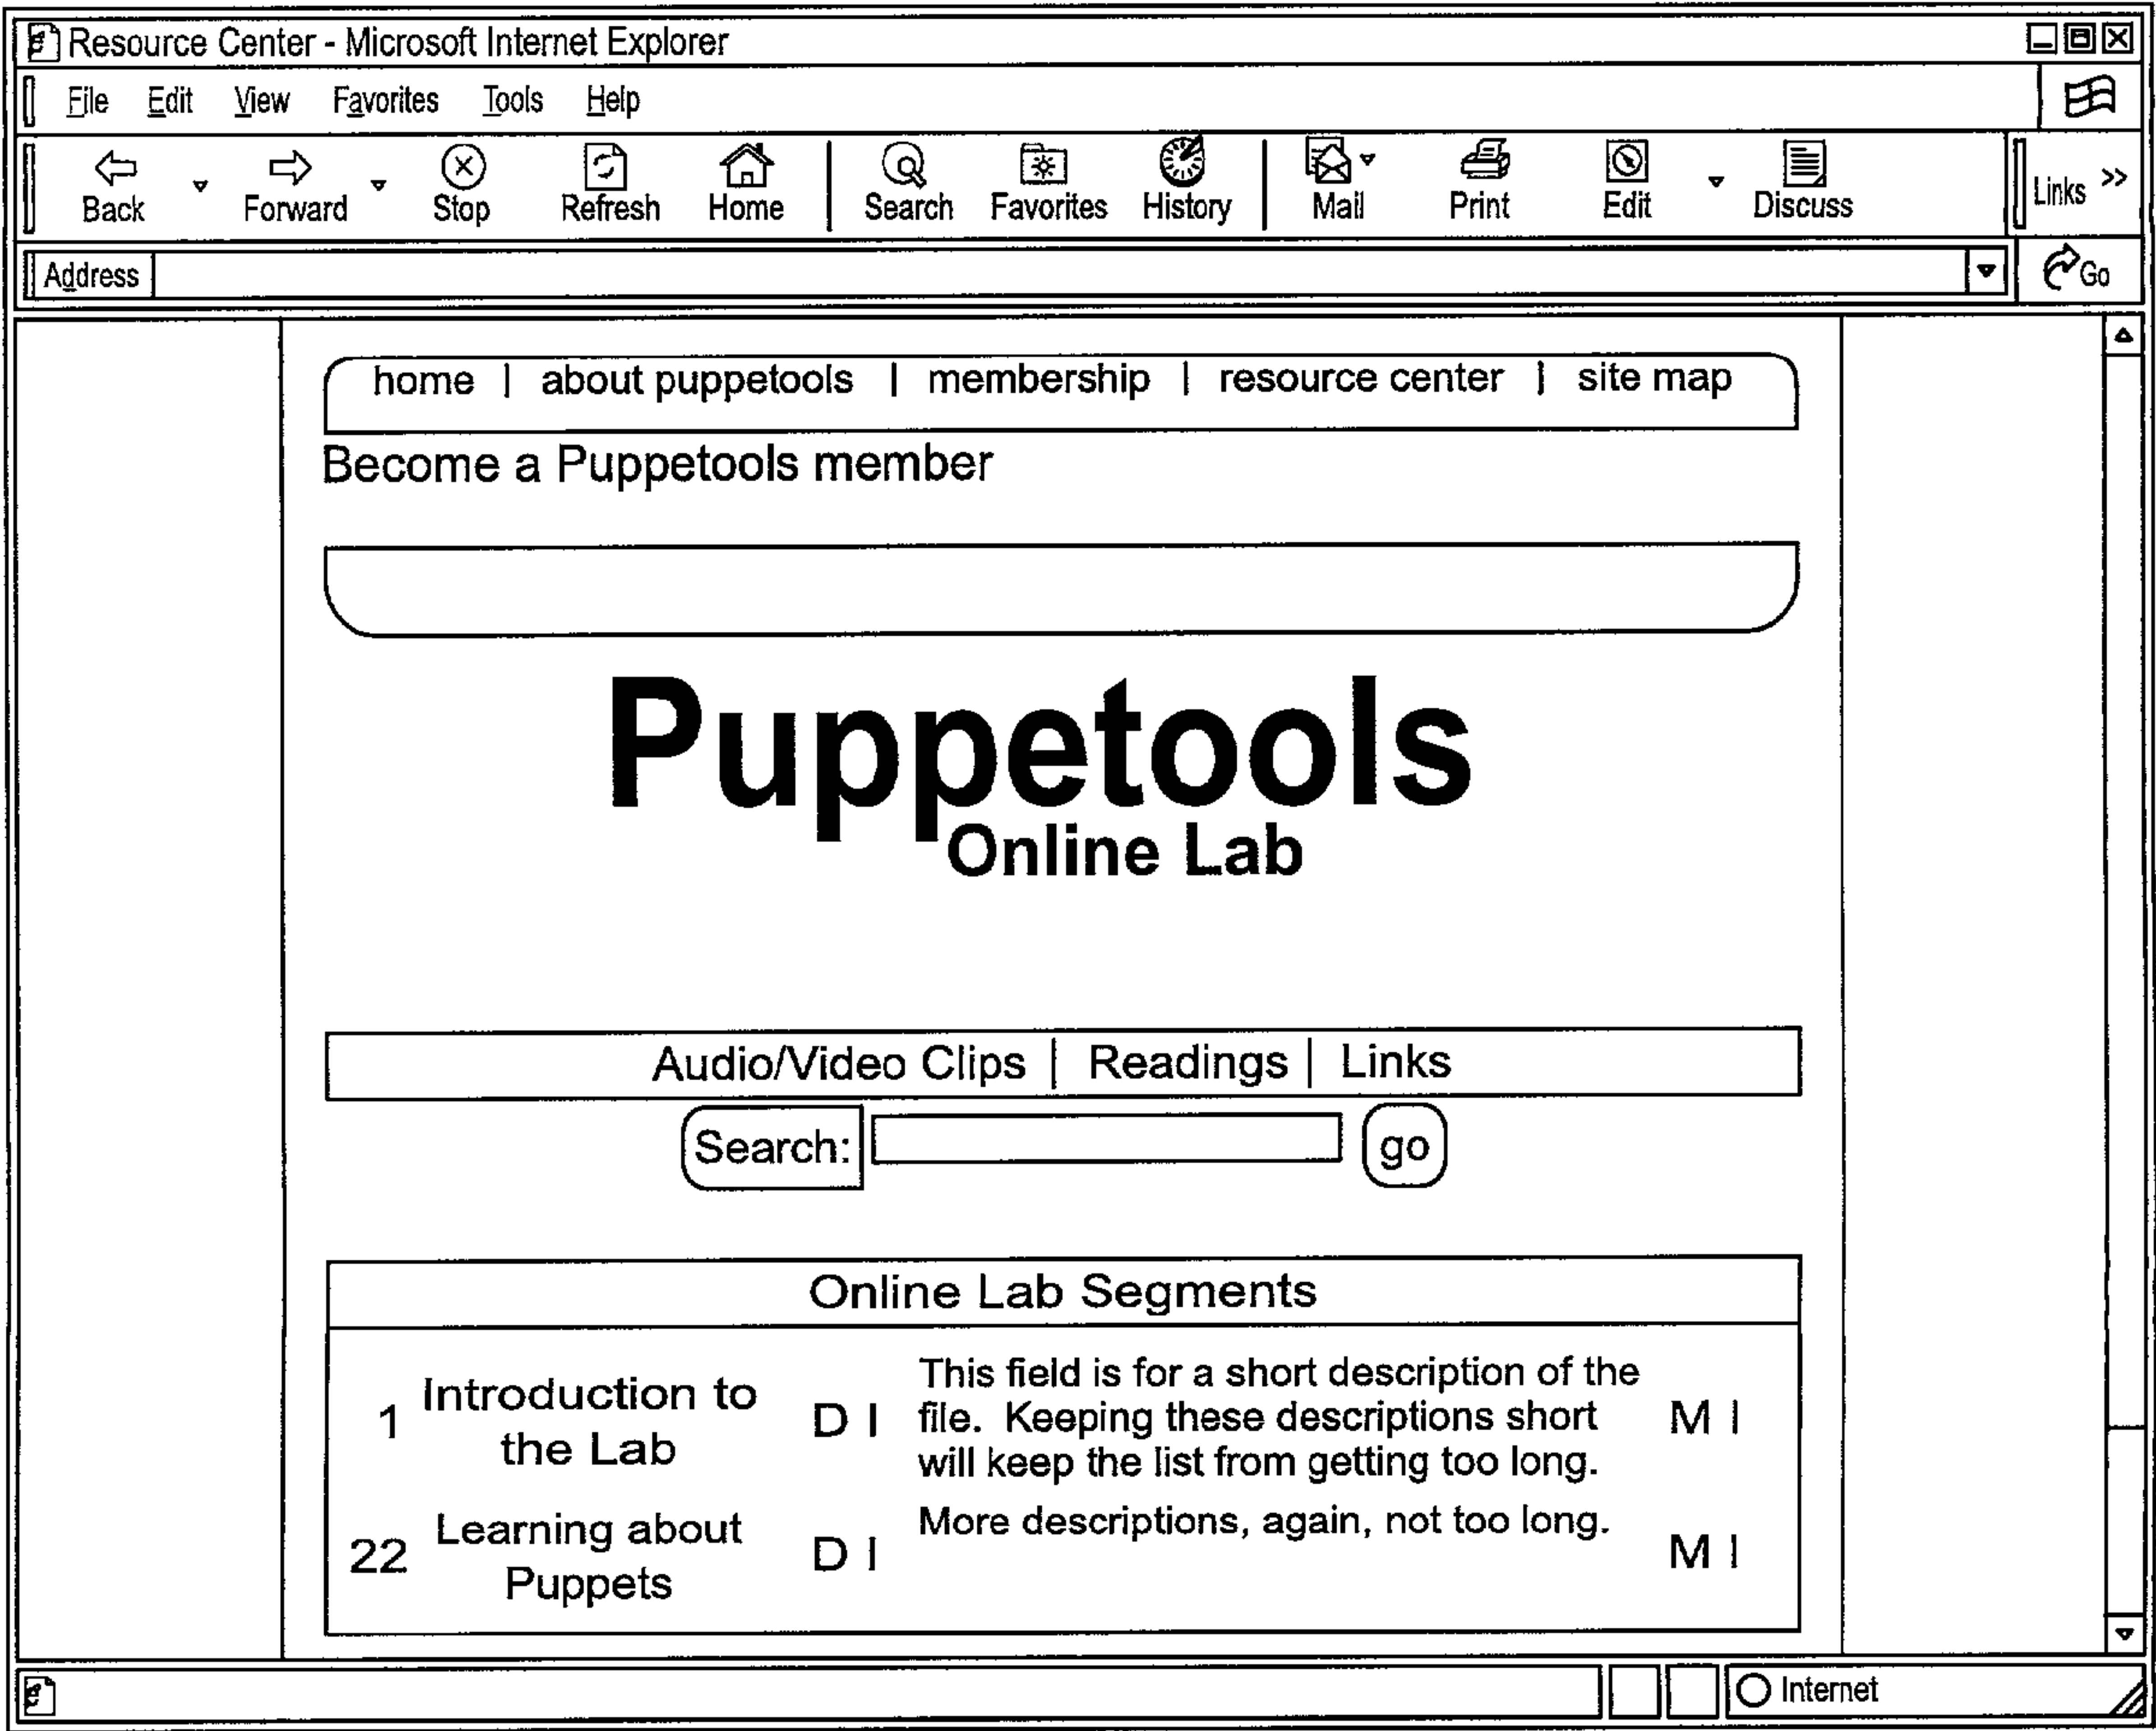 Resource Center - Microsoft Internet Explorer
File Edit View Favorites Tools Help
Back Forward Stop Refresh Home Search Favorites History Mail Print Edit Discuss Links >>
Address Go
home | about puppetools | membership | resource center | site map
Become a Puppetools member
Puppetools
Online Lab
Audio/Video Clips | Readings | Links
Search: go
Online Lab Segments
1 Introduction to the Lab D I This field is for a short description of the
file. Keeping these descriptions short
will keep the list from getting too long. M I
22 Learning about Puppets D I More descriptions, again, not too long. M I
Internet